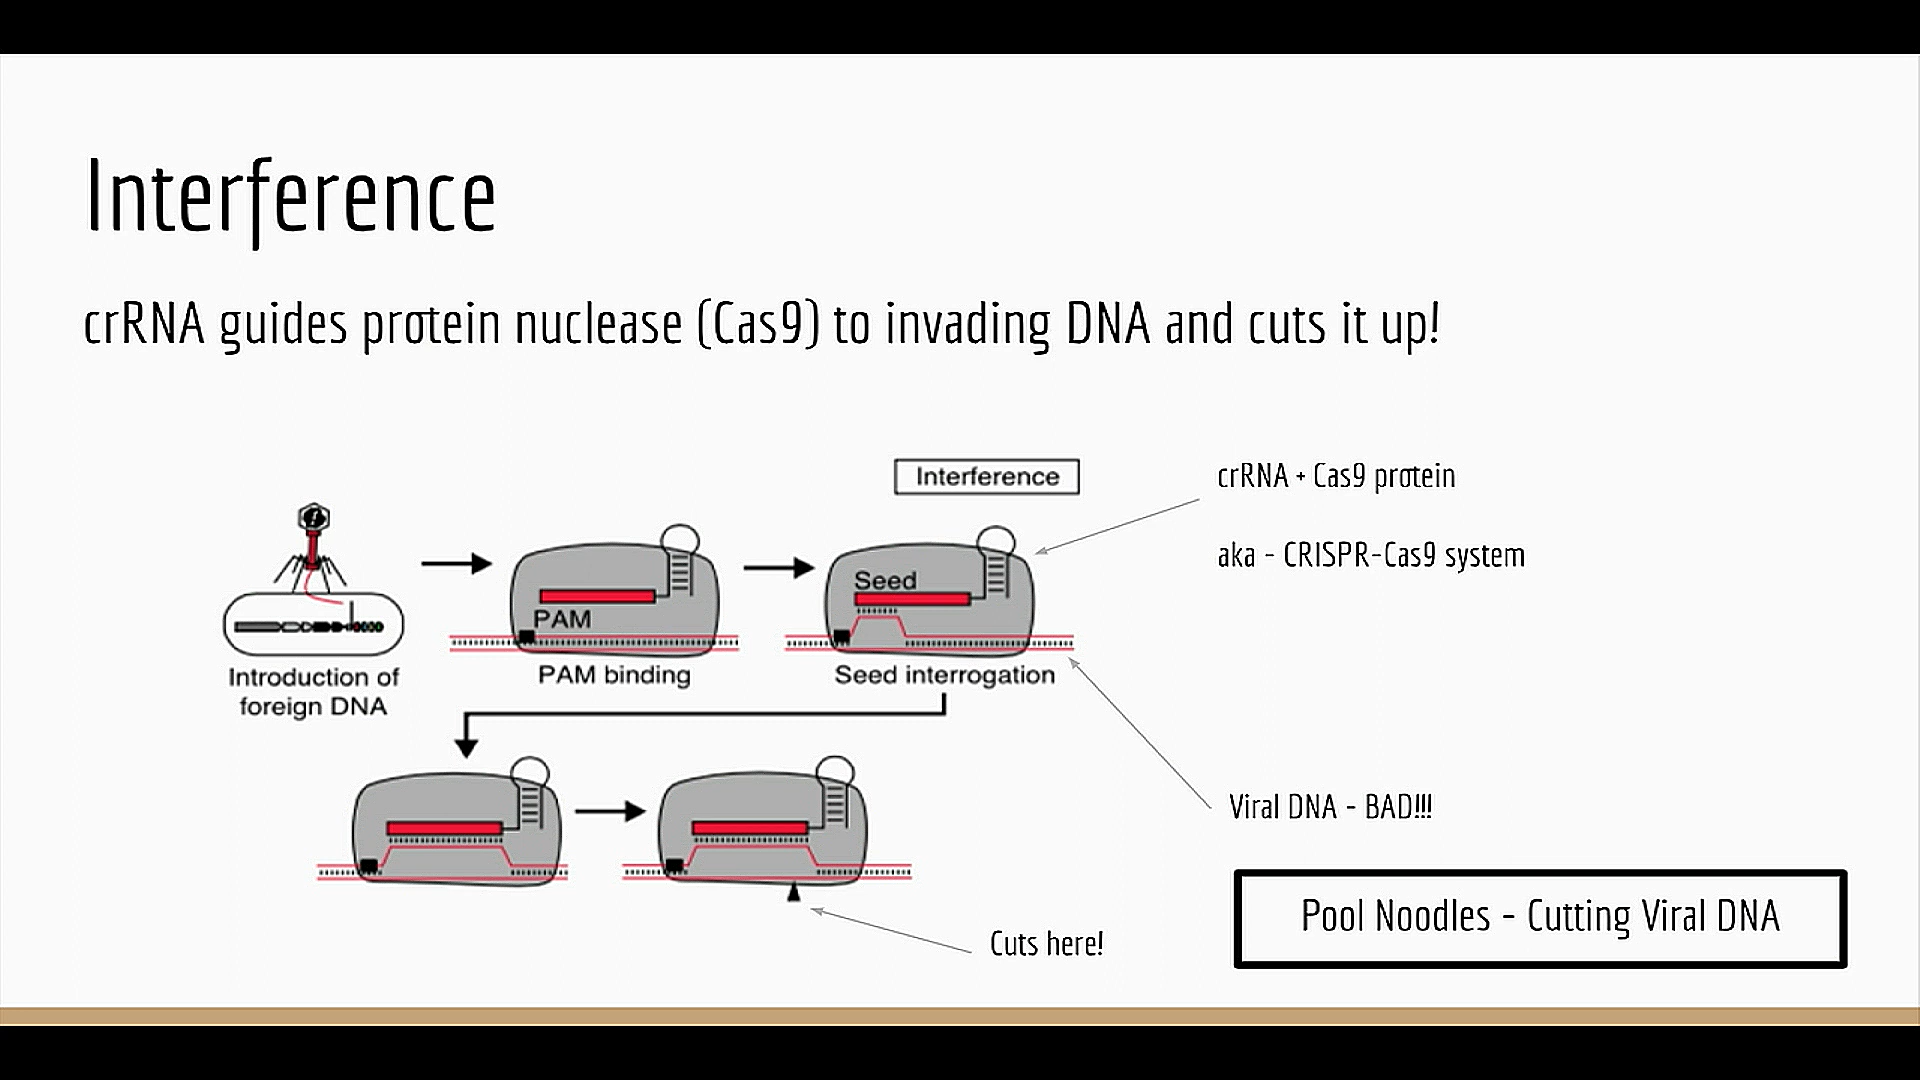 Interference
crRNA guides protein nuclease (Cas9) to invading DNA and cuts it up!
Interference
crRNA + Cas9 protein
aka - CRISPR-Cas9 system
Seed
PAM
Introduction of
foreign DNA
PAM binding
Seed interrogation
Viral DNA - BAD!!!
Cuts here!
Pool Noodles - Cutting Viral DNA